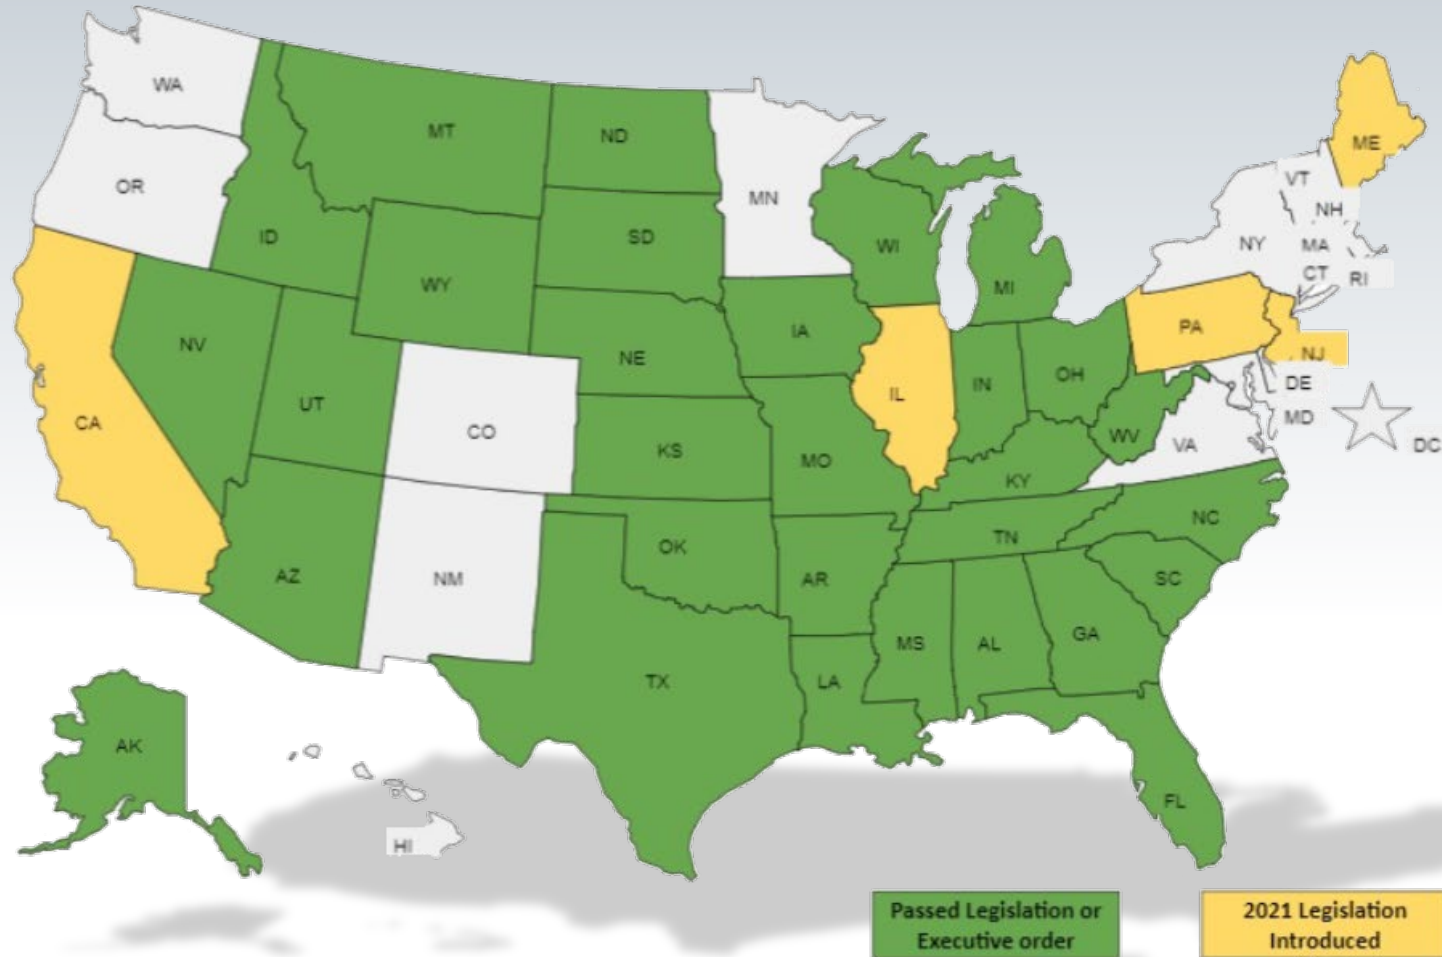 WA
MT
ND
ME
OR
MN
VT
NH
ID
SD
WI
NY
MA
CT
RI
WY
MI
NV
IA
PA
NE
NJ
UT
IL
IN
OH
DE
CA
CO
MD
KS
MO
WV
VA
DC
KY
NC
AZ
NM
OK
AR
TN
SC
MS
AL
GA
TX
LA
AK
FL
HI
Passed Legislation or
Executive order
2021 Legislation
Introduced